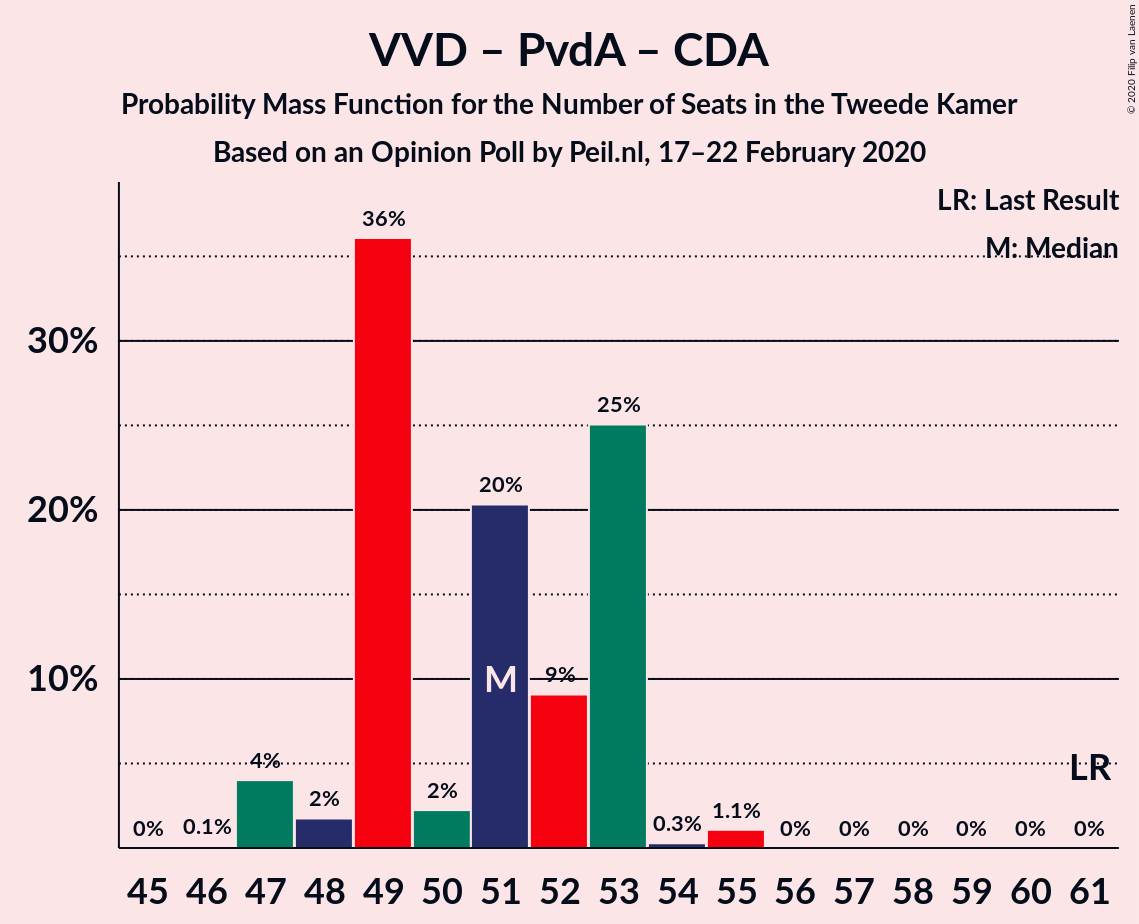 VVD – PvdA – CDA
Probability Mass Function for the Number of Seats in the Tweede Kamer
Based on an Opinion Poll by Peil.nl, 17–22 February 2020
© 2020 Filip van Laenen
LR: Last Result
M: Median
36%
30%
25%
20%
20%
10%
M
9%
4%
LR
2%
2%
1.1%
0% 0.1% 0.3% 0% 0% 0% 0% 0% 0%
45 46 47 48 49 50 51 52 53 54 55 56 57 58 59 60 61